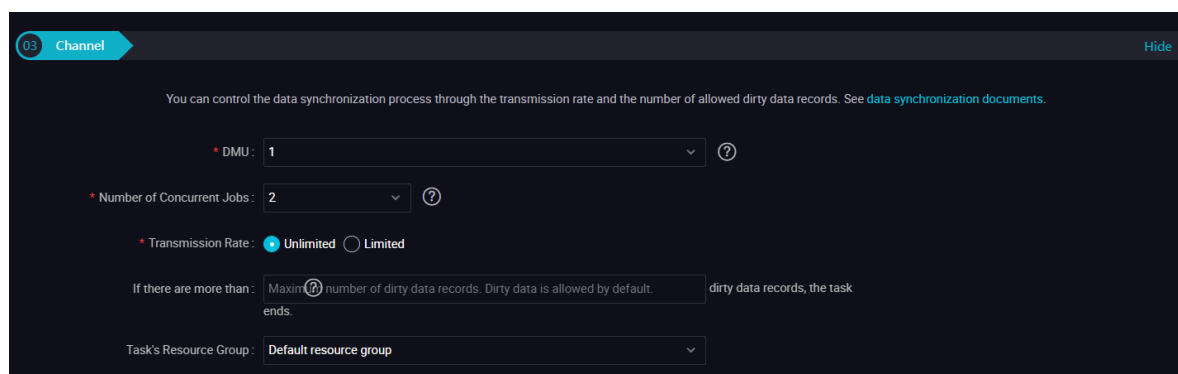 03 Channel Hide
You can control the data synchronization process through the transmission rate and the number of allowed dirty data records. See data synchronization documents.
* DMU : 1 ?
* Number of Concurrent Jobs : 2 ?
* Transmission Rate : Unlimited Limited
If there are more than : Maximum number of dirty data records. Dirty data is allowed by default. ? dirty data records, the task
ends.
Task's Resource Group : Default resource group